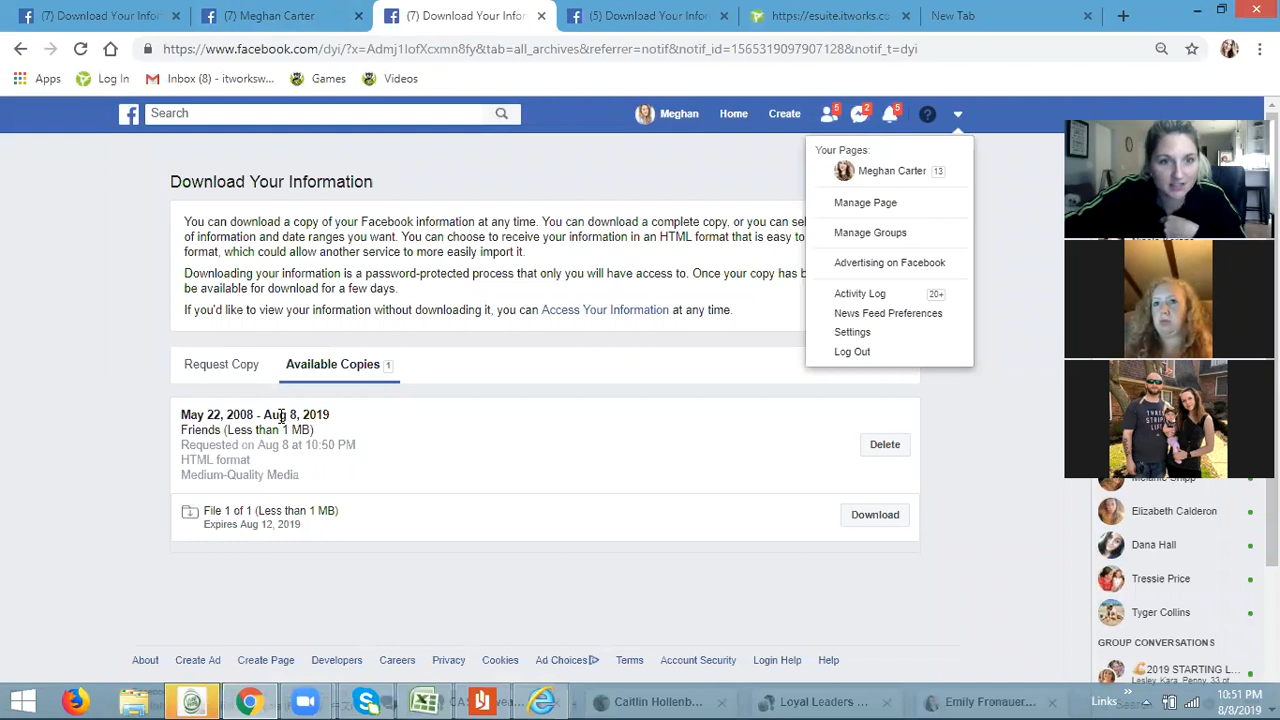 (7) Download Your Infor
(7) Meghan Carter
(7) Download Your Infor
(5) Download Your Infor
https://esuite.itworks.co
New Tab
https://www.facebook.com/dyi/?x=Admj1IofXcxmn8fy&tab=all_archives&referrer=notif&notif_id=1565319097907128&notif_t=dyi
Apps
Log In
Inbox (8) - itworksw
Games
Videos
Search
Meghan
Home
Create
5
2
5
Your Pages:
Meghan Carter 13
Manage Page
Manage Groups
Advertising on Facebook
Activity Log 20+
News Feed Preferences
Settings
Log Out
Download Your Information
You can download a copy of your Facebook information at any time. You can download a complete copy, or you can sel
of information and date ranges you want. You can choose to receive your information in an HTML format that is easy to
format, which could allow another service to more easily import it.
Downloading your information is a password-protected process that only you will have access to. Once your copy has b
be available for download for a few days.
If you'd like to view your information without downloading it, you can Access Your Information at any time.
Request Copy
Available Copies 1
May 22, 2008 - Aug 8, 2019
Friends (Less than 1 MB)
Requested on Aug 8 at 10:50 PM
HTML format
Medium-Quality Media
Delete
File 1 of 1 (Less than 1 MB)
Expires Aug 12, 2019
Download
Elizabeth Calderon
Dana Hall
Tressie Price
Tyger Collins
GROUP CONVERSATIONS
2019 STARTING L...
Lesley, Kara, Penny, 33 ot
About
Create Ad
Create Page
Developers
Careers
Privacy
Cookies
Ad Choices
Terms
Account Security
Login Help
Help
Caitlin Hollenb...
Loyal Leaders ...
Emily Fronauer...
Links
10:51 PM
8/8/2019